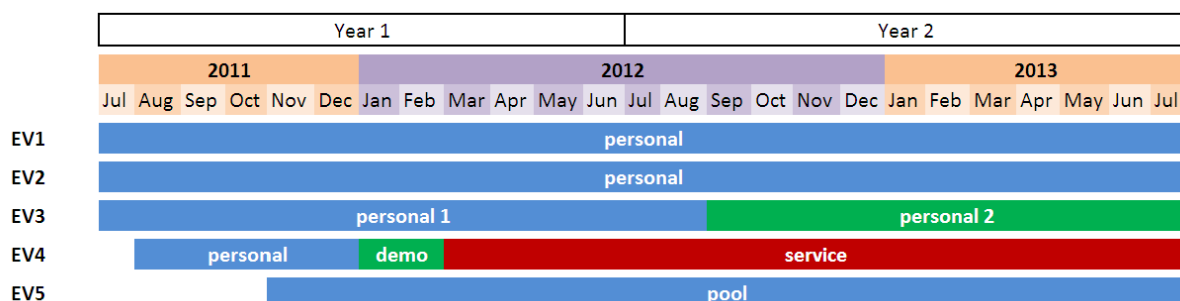 Year 1 Year 2
2011 2012 2013
Jul Aug Sep Oct Nov Dec Jan Feb Mar Apr May Jun Jul Aug Sep Oct Nov Dec Jan Feb Mar Apr May Jun Jul
EV1 personal
EV2 personal
EV3 personal 1 personal 2
EV4 personal demo service
EV5 pool